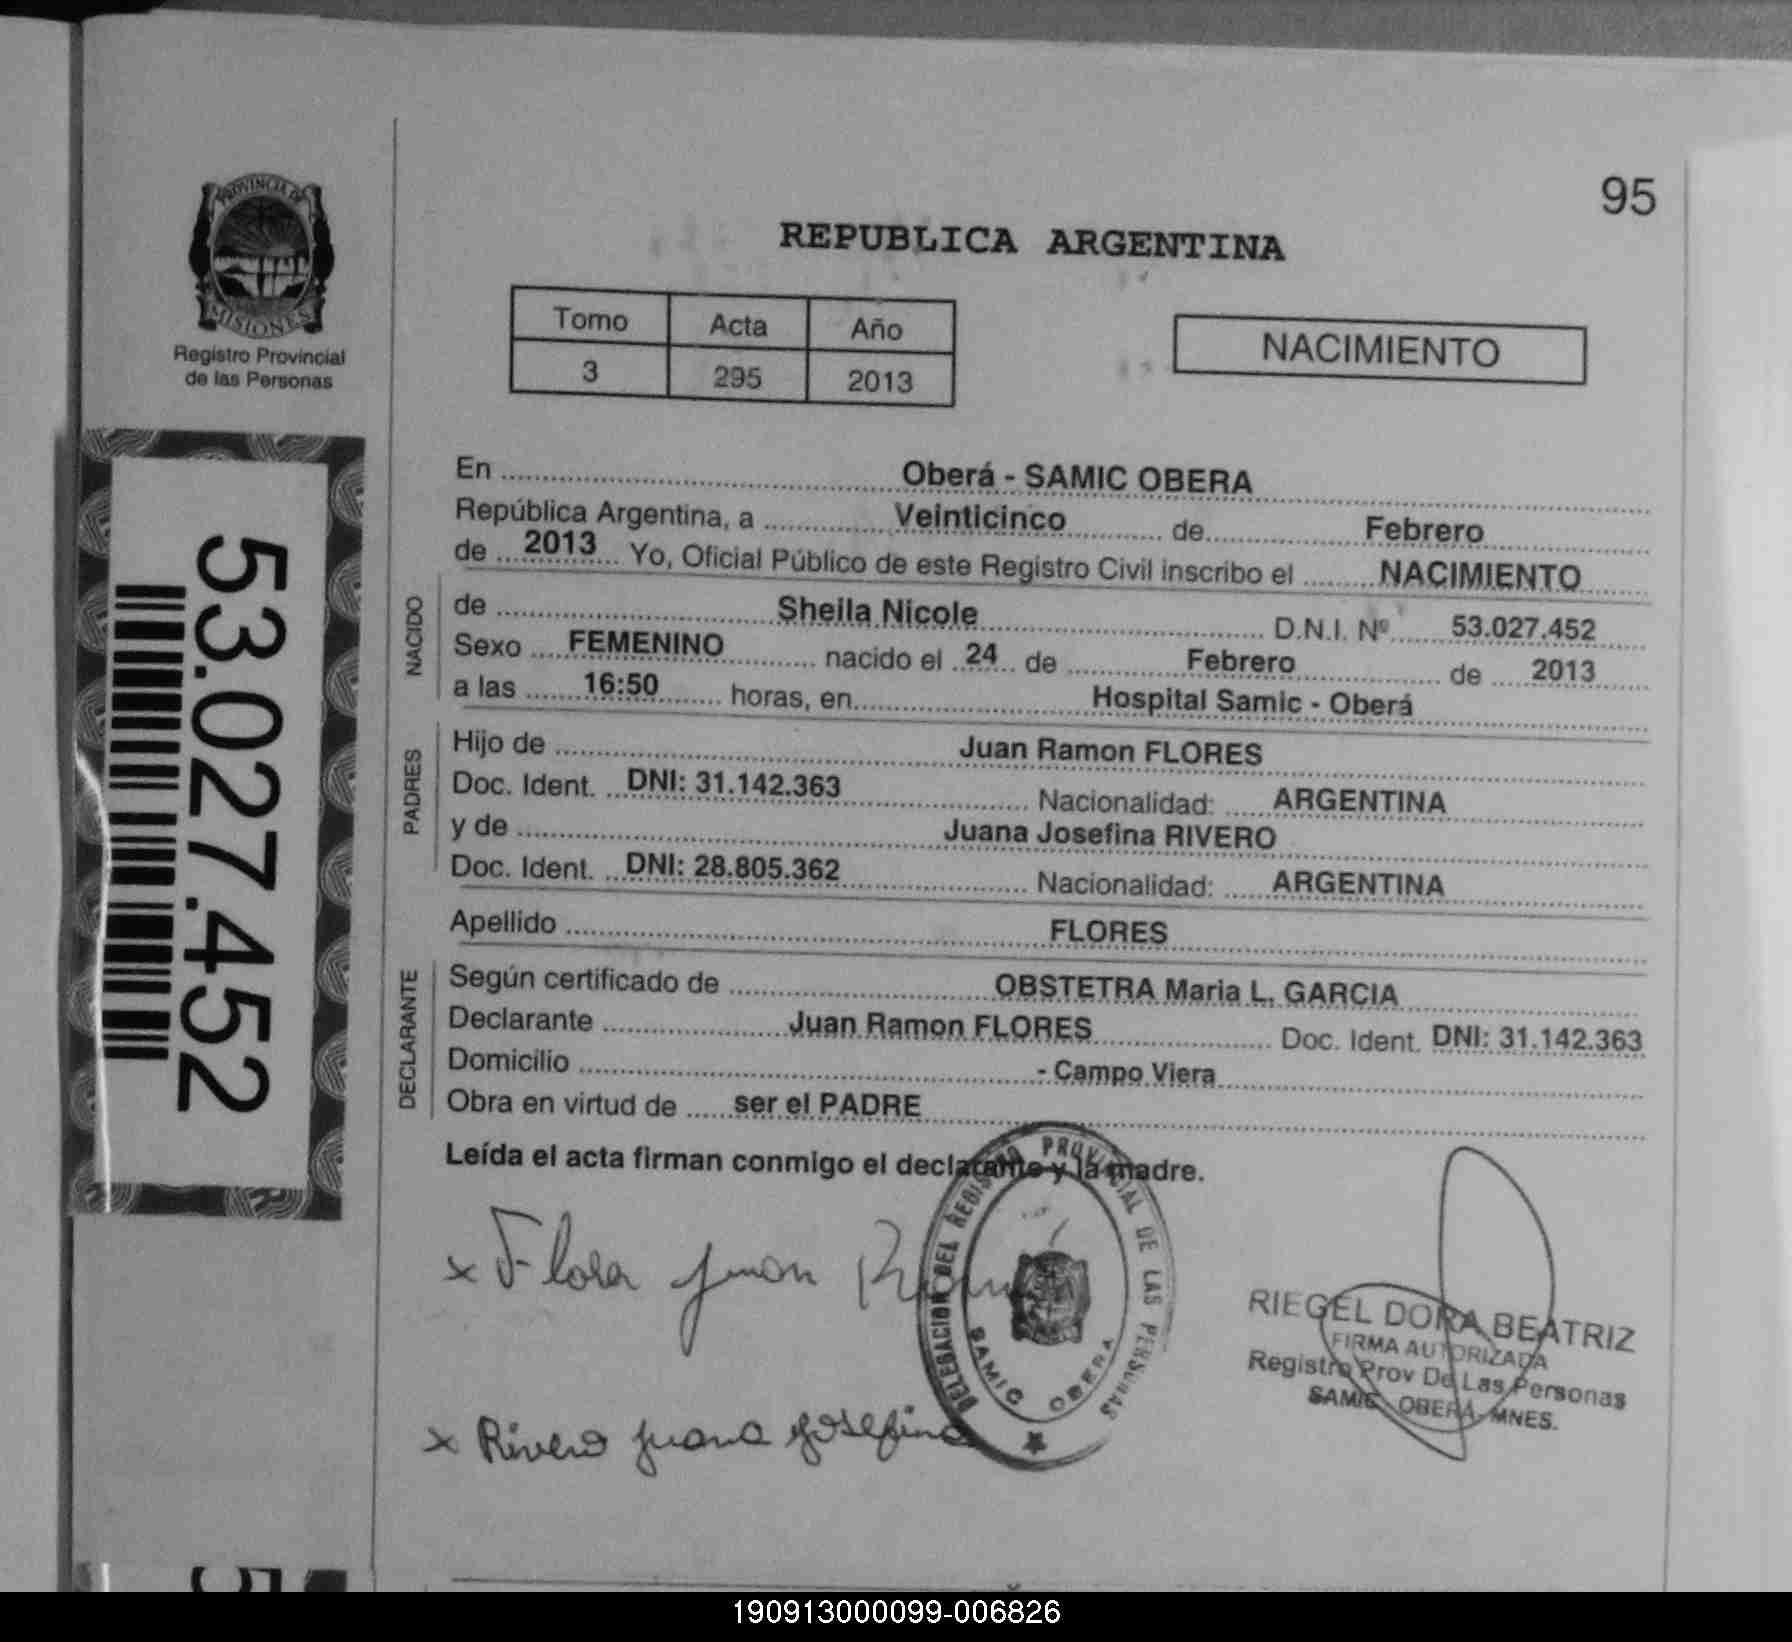 95
REPUBLICA ARGENTINA
PROVINCIA DE
MISIONES
Registro Provincial
de las Personas
Tomo Acta Año
3 295 2013
NACIMIENTO
53.027.452
En Oberá - SAMIC OBERA
República Argentina, a Veinticinco de Febrero
de 2013 Yo, Oficial Público de este Registro Civil inscribo el NACIMIENTO
NACIDO
de Sheila Nicole D.N.I. Nº 53.027.452
Sexo FEMENINO nacido el 24 de Febrero de 2013
a las 16:50 horas, en Hospital Samic - Oberá
PADRES
Hijo de Juan Ramon FLORES
Doc. Ident. DNI: 31.142.363 Nacionalidad: ARGENTINA
y de Juana Josefina RIVERO
Doc. Ident. DNI: 28.805.362 Nacionalidad: ARGENTINA
Apellido FLORES
DECLARANTE
Según certificado de OBSTETRA Maria L. GARCIA
Declarante Juan Ramon FLORES Doc. Ident. DNI: 31.142.363
Domicilio - Campo Viera
Obra en virtud de ser el PADRE
Leída el acta firman conmigo el declarante y la madre.
DELEGACION DEL REGISTRO PROVINCIAL DE LAS PERSONAS
SAMIC OBERA
x Juan
x Rivero Juana Josefina
RIEGEL DORA BEATRIZ
FIRMA AUTORIZADA
Registro Prov De Las Personas
SAMIC OBERA- MNES.
190913000099-006826